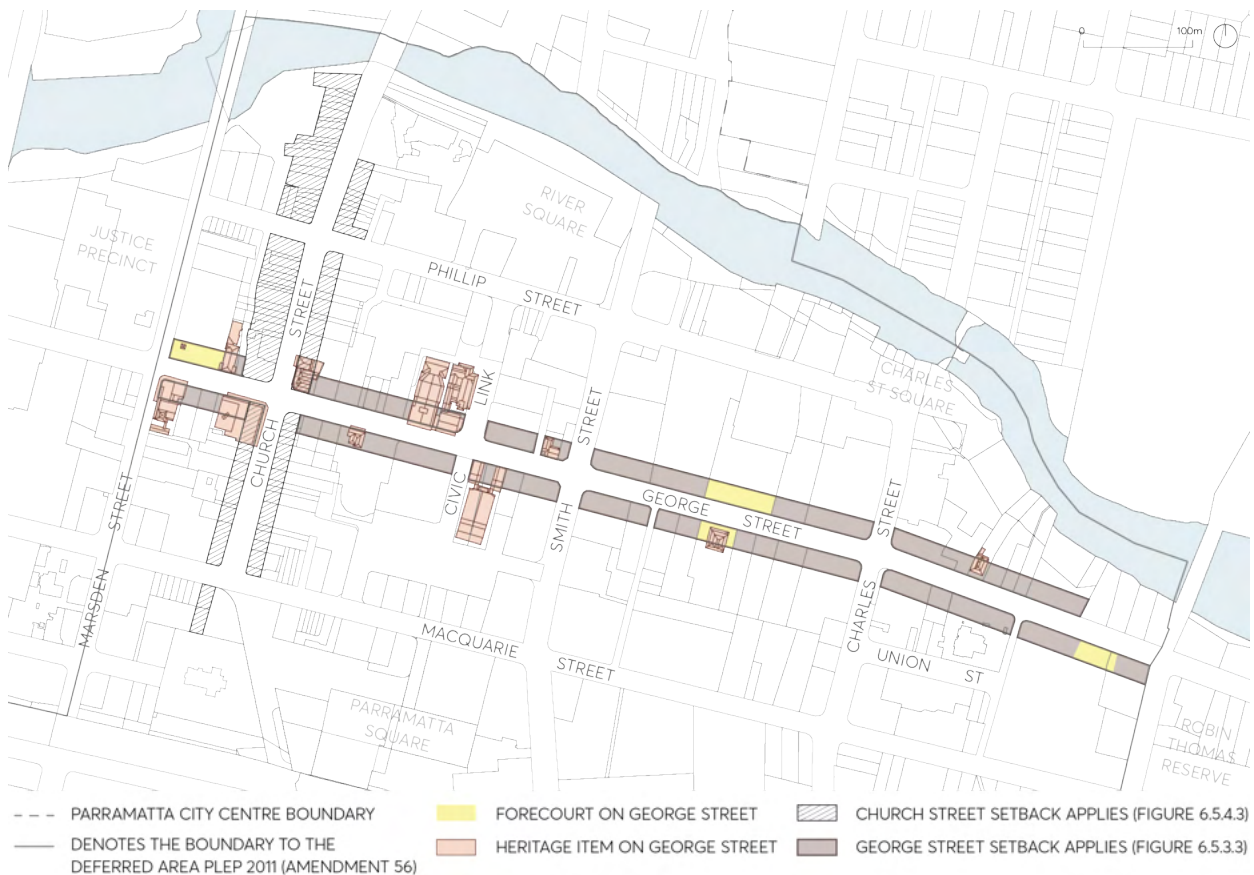 0 100m
RIVER
SQUARE
JUSTICE
PRECINCT
PHILLIP STREET
STREET
CHARLES
ST SQUARE
LINK
STREET
CHURCH
CIVIC
GEORGE STREET
STREET
MARSDEN STREET
SMITH
CHARLES
MACQUARIE STREET
UNION ST
PARRAMATTA
SQUARE
ROBIN
THOMAS
RESERVE
PARRAMATTA CITY CENTRE BOUNDARY
DENOTES THE BOUNDARY TO THE
DEFERRED AREA PLEP 2011 (AMENDMENT 56)
FORECOURT ON GEORGE STREET
HERITAGE ITEM ON GEORGE STREET
CHURCH STREET SETBACK APPLIES (FIGURE 6.5.4.3)
GEORGE STREET SETBACK APPLIES (FIGURE 6.5.3.3)